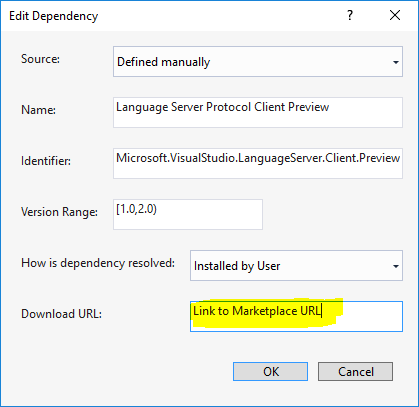 Edit Dependency
Source: Defined manually
Name: Language Server Protocol Client Preview
Identifier: Microsoft.VisualStudio.LanguageServer.Client.Preview
Version Range: [1.0,2.0)
How is dependency resolved: Installed by User
Download URL: Link to Marketplace URL
OK Cancel